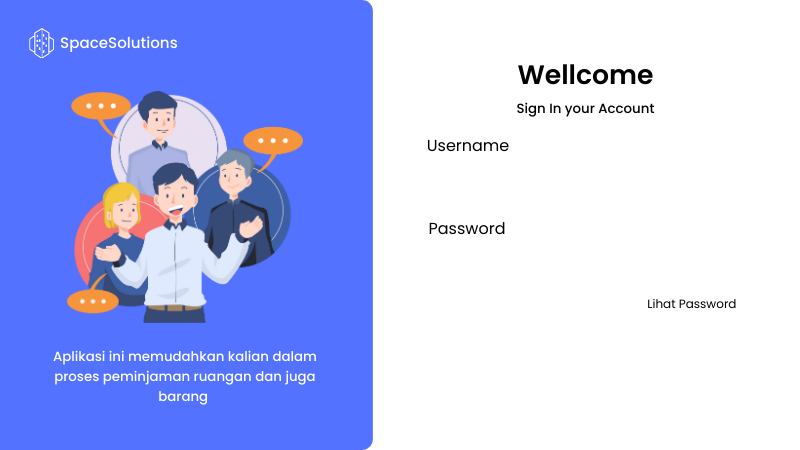 SpaceSolutions
Aplikasi ini memudahkan kalian dalam
proses peminjaman ruangan dan juga
barang
Wellcome
Sign In your Account
Username
Password
Lihat Password